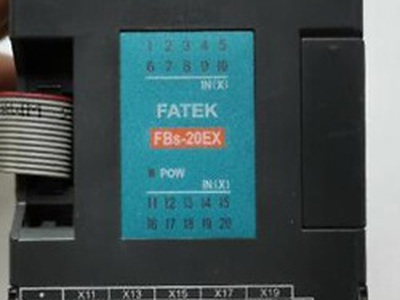 1 2 3 4 5
6 7 8 9 10
IN(X)
FATEK
FBs-20EX
POW
IN(X)
11 12 13 14 15
16 17 18 19 20
X11 X13 X15 X17 X19